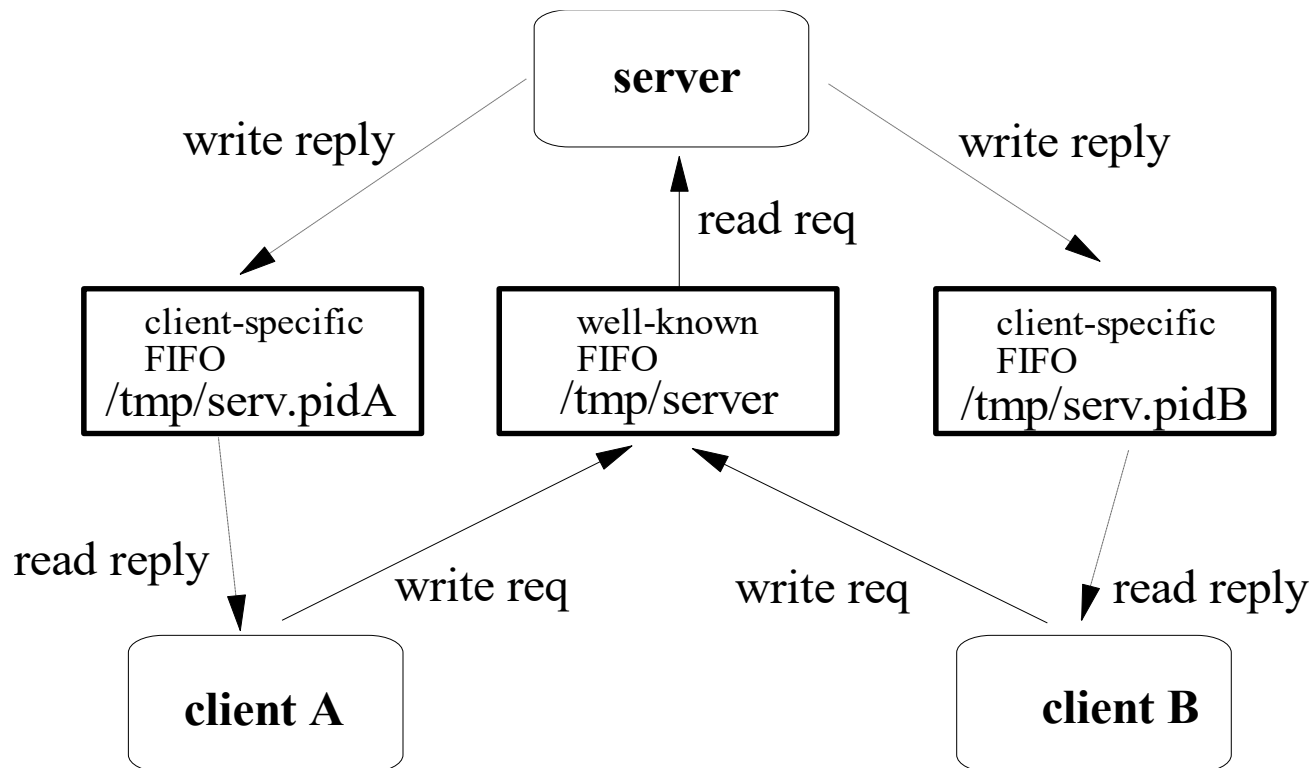 server
write reply
write reply
read req
client-specific
FIFO
/tmp/serv.pidA
well-known
FIFO
/tmp/server
client-specific
FIFO
/tmp/serv.pidB
read reply
write req
write req
read reply
client A
client B